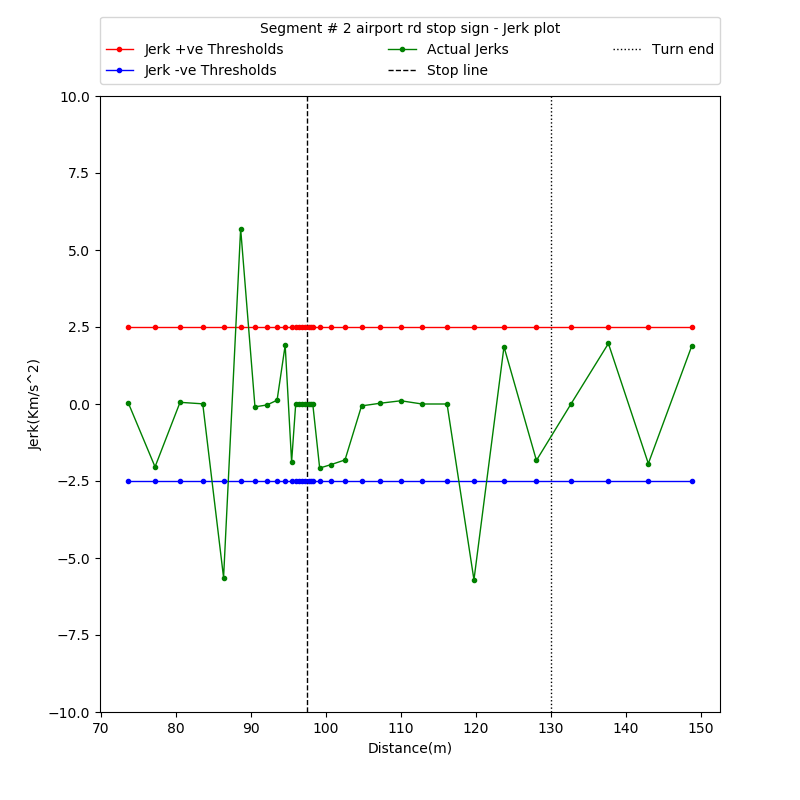 Segment # 2 airport rd stop sign - Jerk plot
Jerk +ve Thresholds
Actual Jerks
Turn end
Jerk -ve Thresholds
Stop line
10.0
7.5
5.0
2.5
0.0
−2.5
−5.0
−7.5
−10.0
Jerk(Km/s^2)
70 80 90 100 110 120 130 140 150
Distance(m)